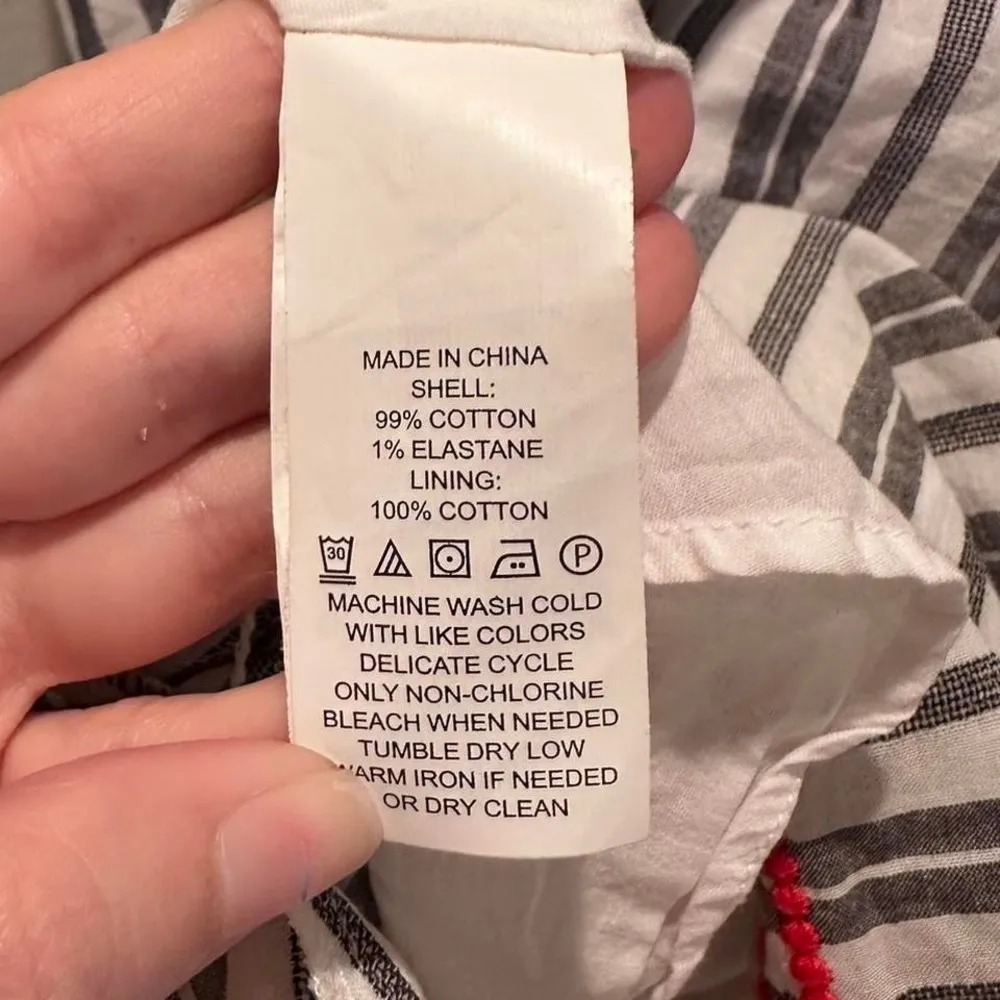 MADE IN CHINA
SHELL:
99% COTTON
1% ELASTANE
LINING:
100% COTTON
30 P
MACHINE WASH COLD
WITH LIKE COLORS
DELICATE CYCLE
ONLY NON-CHLORINE
BLEACH WHEN NEEDED
TUMBLE DRY LOW
WARM IRON IF NEEDED
OR DRY CLEAN